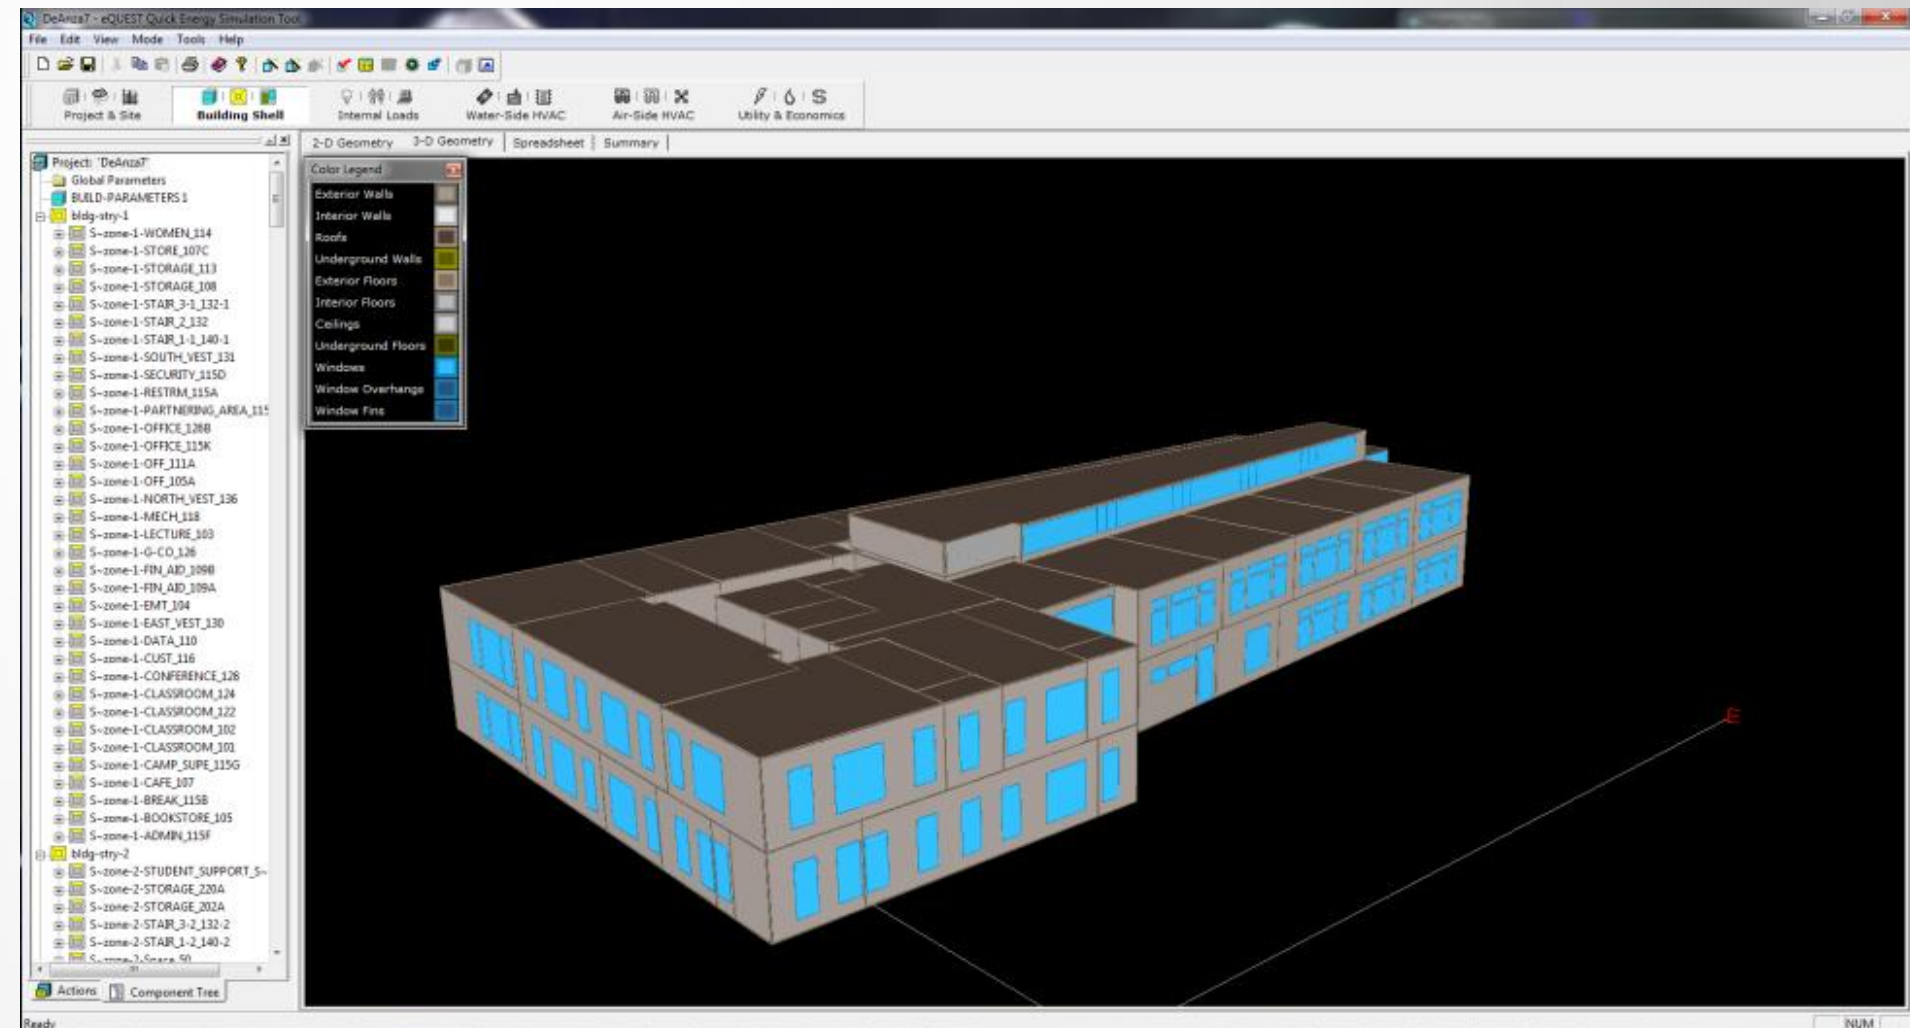 DeAnza7 - eQUEST Quick Energy Simulation Tool
File Edit View Mode Tools Help
Project & Site
Building Shell
Internal Loads
Water-Side HVAC
Air-Side HVAC
Utility & Economics
2-D Geometry
3-D Geometry
Spreadsheet
Summary
Project: 'DeAnza7'
Global Parameters
BUILD-PARAMETERS 1
bldg-stry-1
S~zone-1-WOMEN_114
S~zone-1-STORE_107C
S~zone-1-STORAGE_113
S~zone-1-STORAGE_108
S~zone-1-STAIR_3-1_132-1
S~zone-1-STAIR_2_132
S~zone-1-STAIR_1-1_140-1
S~zone-1-SOUTH_VEST_131
S~zone-1-SECURITY_115D
S~zone-1-RESTRM_115A
S~zone-1-PARTNERING_AREA_115
S~zone-1-OFFICE_126B
S~zone-1-OFFICE_115K
S~zone-1-OFF_111A
S~zone-1-OFF_105A
S~zone-1-NORTH_VEST_136
S~zone-1-MECH_118
S~zone-1-LECTURE_103
S~zone-1-G-CO_126
S~zone-1-FIN_AID_109B
S~zone-1-FIN_AID_109A
S~zone-1-EMT_104
S~zone-1-EAST_VEST_130
S~zone-1-DATA_110
S~zone-1-CUST_116
S~zone-1-CONFERENCE_128
S~zone-1-CLASSROOM_124
S~zone-1-CLASSROOM_122
S~zone-1-CLASSROOM_102
S~zone-1-CLASSROOM_101
S~zone-1-CAMP_SUPE_115G
S~zone-1-CAFE_107
S~zone-1-BREAK_115B
S~zone-1-BOOKSTORE_105
S~zone-1-ADMIN_115F
bldg-stry-2
S~zone-2-STUDENT_SUPPORT_S~
S~zone-2-STORAGE_220A
S~zone-2-STORAGE_202A
S~zone-2-STAIR_3-2_132-2
S~zone-2-STAIR_1-2_140-2
S~zone-2-Space_50
Actions
Component Tree
Color Legend
Exterior Walls
Interior Walls
Roofs
Underground Walls
Exterior Floors
Interior Floors
Ceilings
Underground Floors
Windows
Window Overhangs
Window Fins
E
Ready
NUM